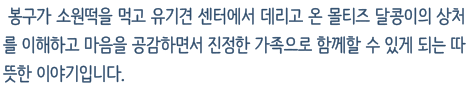 봉구가 소원떡을 먹고 유기견 센터에서 데리고 온 몰티즈 달콩이의 상처
를 이해하고 마음을 공감하면서 진정한 가족으로 함께할 수 있게 되는 따
뜻한 이야기입니다.